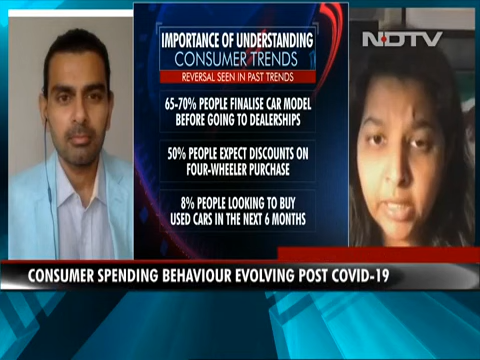 IMPORTANCE OF UNDERSTANDING
CONSUMER TRENDS
REVERSAL SEEN IN PAST TRENDS
65-70% PEOPLE FINALISE CAR MODEL
BEFORE GOING TO DEALERSHIPS
50% PEOPLE EXPECT DISCOUNTS ON
FOUR-WHEELER PURCHASE
8% PEOPLE LOOKING TO BUY
USED CARS IN THE NEXT 6 MONTHS
NDTV
CONSUMER SPENDING BEHAVIOUR EVOLVING POST COVID-19